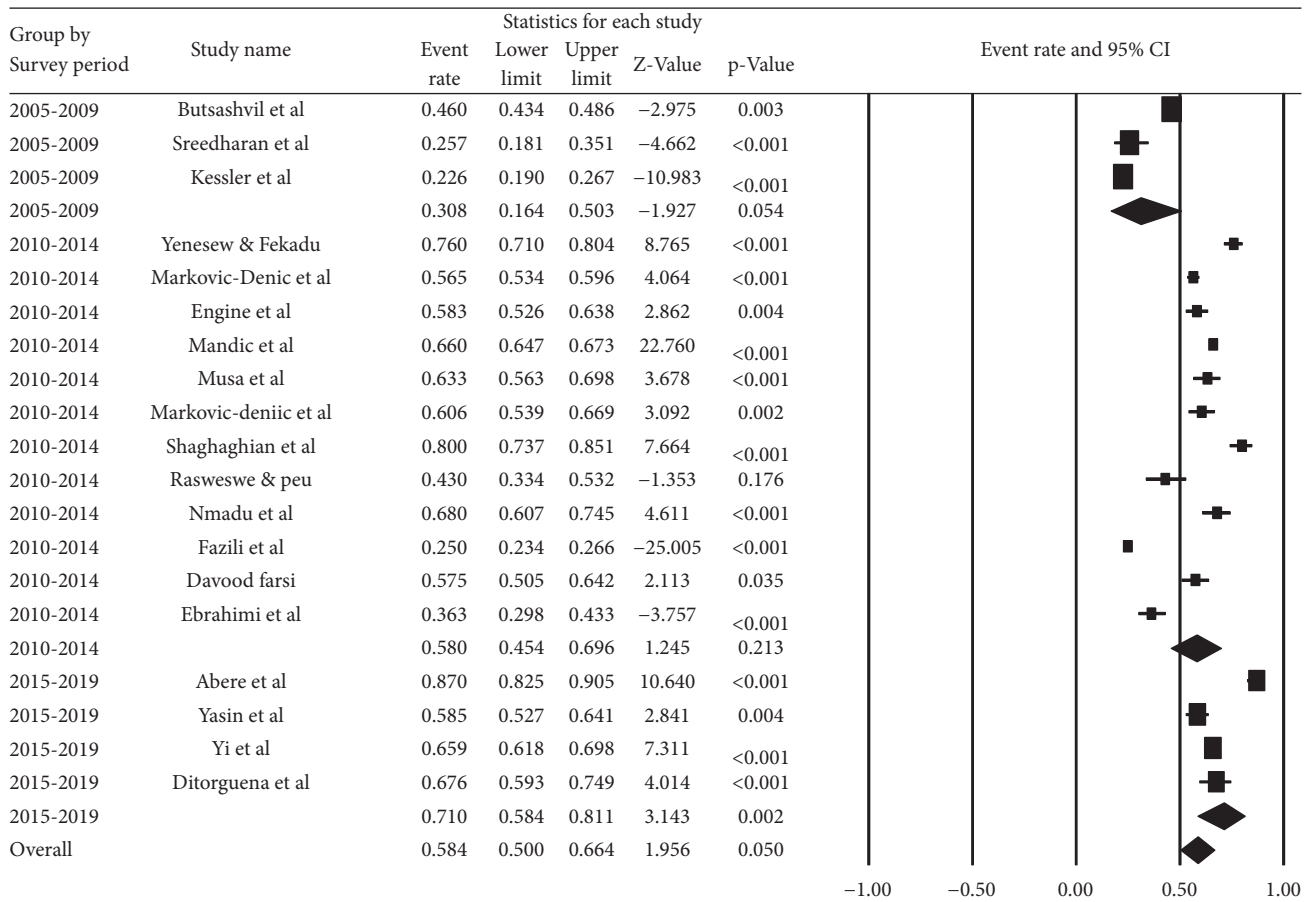 Statistics for each study
Group by Survey period Study name Event rate Lower limit Upper limit Z-Value p-Value Event rate and 95% CI
2005-2009 Butsashvil et al 0.460 0.434 0.486 −2.975 0.003
2005-2009 Sreedharan et al 0.257 0.181 0.351 −4.662 <0.001
2005-2009 Kessler et al 0.226 0.190 0.267 −10.983 <0.001
2005-2009 0.308 0.164 0.503 −1.927 0.054
2010-2014 Yenesew & Fekadu 0.760 0.710 0.804 8.765 <0.001
2010-2014 Markovic-Denic et al 0.565 0.534 0.596 4.064 <0.001
2010-2014 Engine et al 0.583 0.526 0.638 2.862 0.004
2010-2014 Mandic et al 0.660 0.647 0.673 22.760 <0.001
2010-2014 Musa et al 0.633 0.563 0.698 3.678 <0.001
2010-2014 Markovic-deniic et al 0.606 0.539 0.669 3.092 0.002
2010-2014 Shaghaghian et al 0.800 0.737 0.851 7.664 <0.001
2010-2014 Rasweswe & peu 0.430 0.334 0.532 −1.353 0.176
2010-2014 Nmadu et al 0.680 0.607 0.745 4.611 <0.001
2010-2014 Fazili et al 0.250 0.234 0.266 −25.005 <0.001
2010-2014 Davood farsi 0.575 0.505 0.642 2.113 0.035
2010-2014 Ebrahimi et al 0.363 0.298 0.433 −3.757 <0.001
2010-2014 0.580 0.454 0.696 1.245 0.213
2015-2019 Abere et al 0.870 0.825 0.905 10.640 <0.001
2015-2019 Yasin et al 0.585 0.527 0.641 2.841 0.004
2015-2019 Yi et al 0.659 0.618 0.698 7.311 <0.001
2015-2019 Ditorguena et al 0.676 0.593 0.749 4.014 <0.001
2015-2019 0.710 0.584 0.811 3.143 0.002
Overall 0.584 0.500 0.664 1.956 0.050
−1.00 −0.50 0.00 0.50 1.00